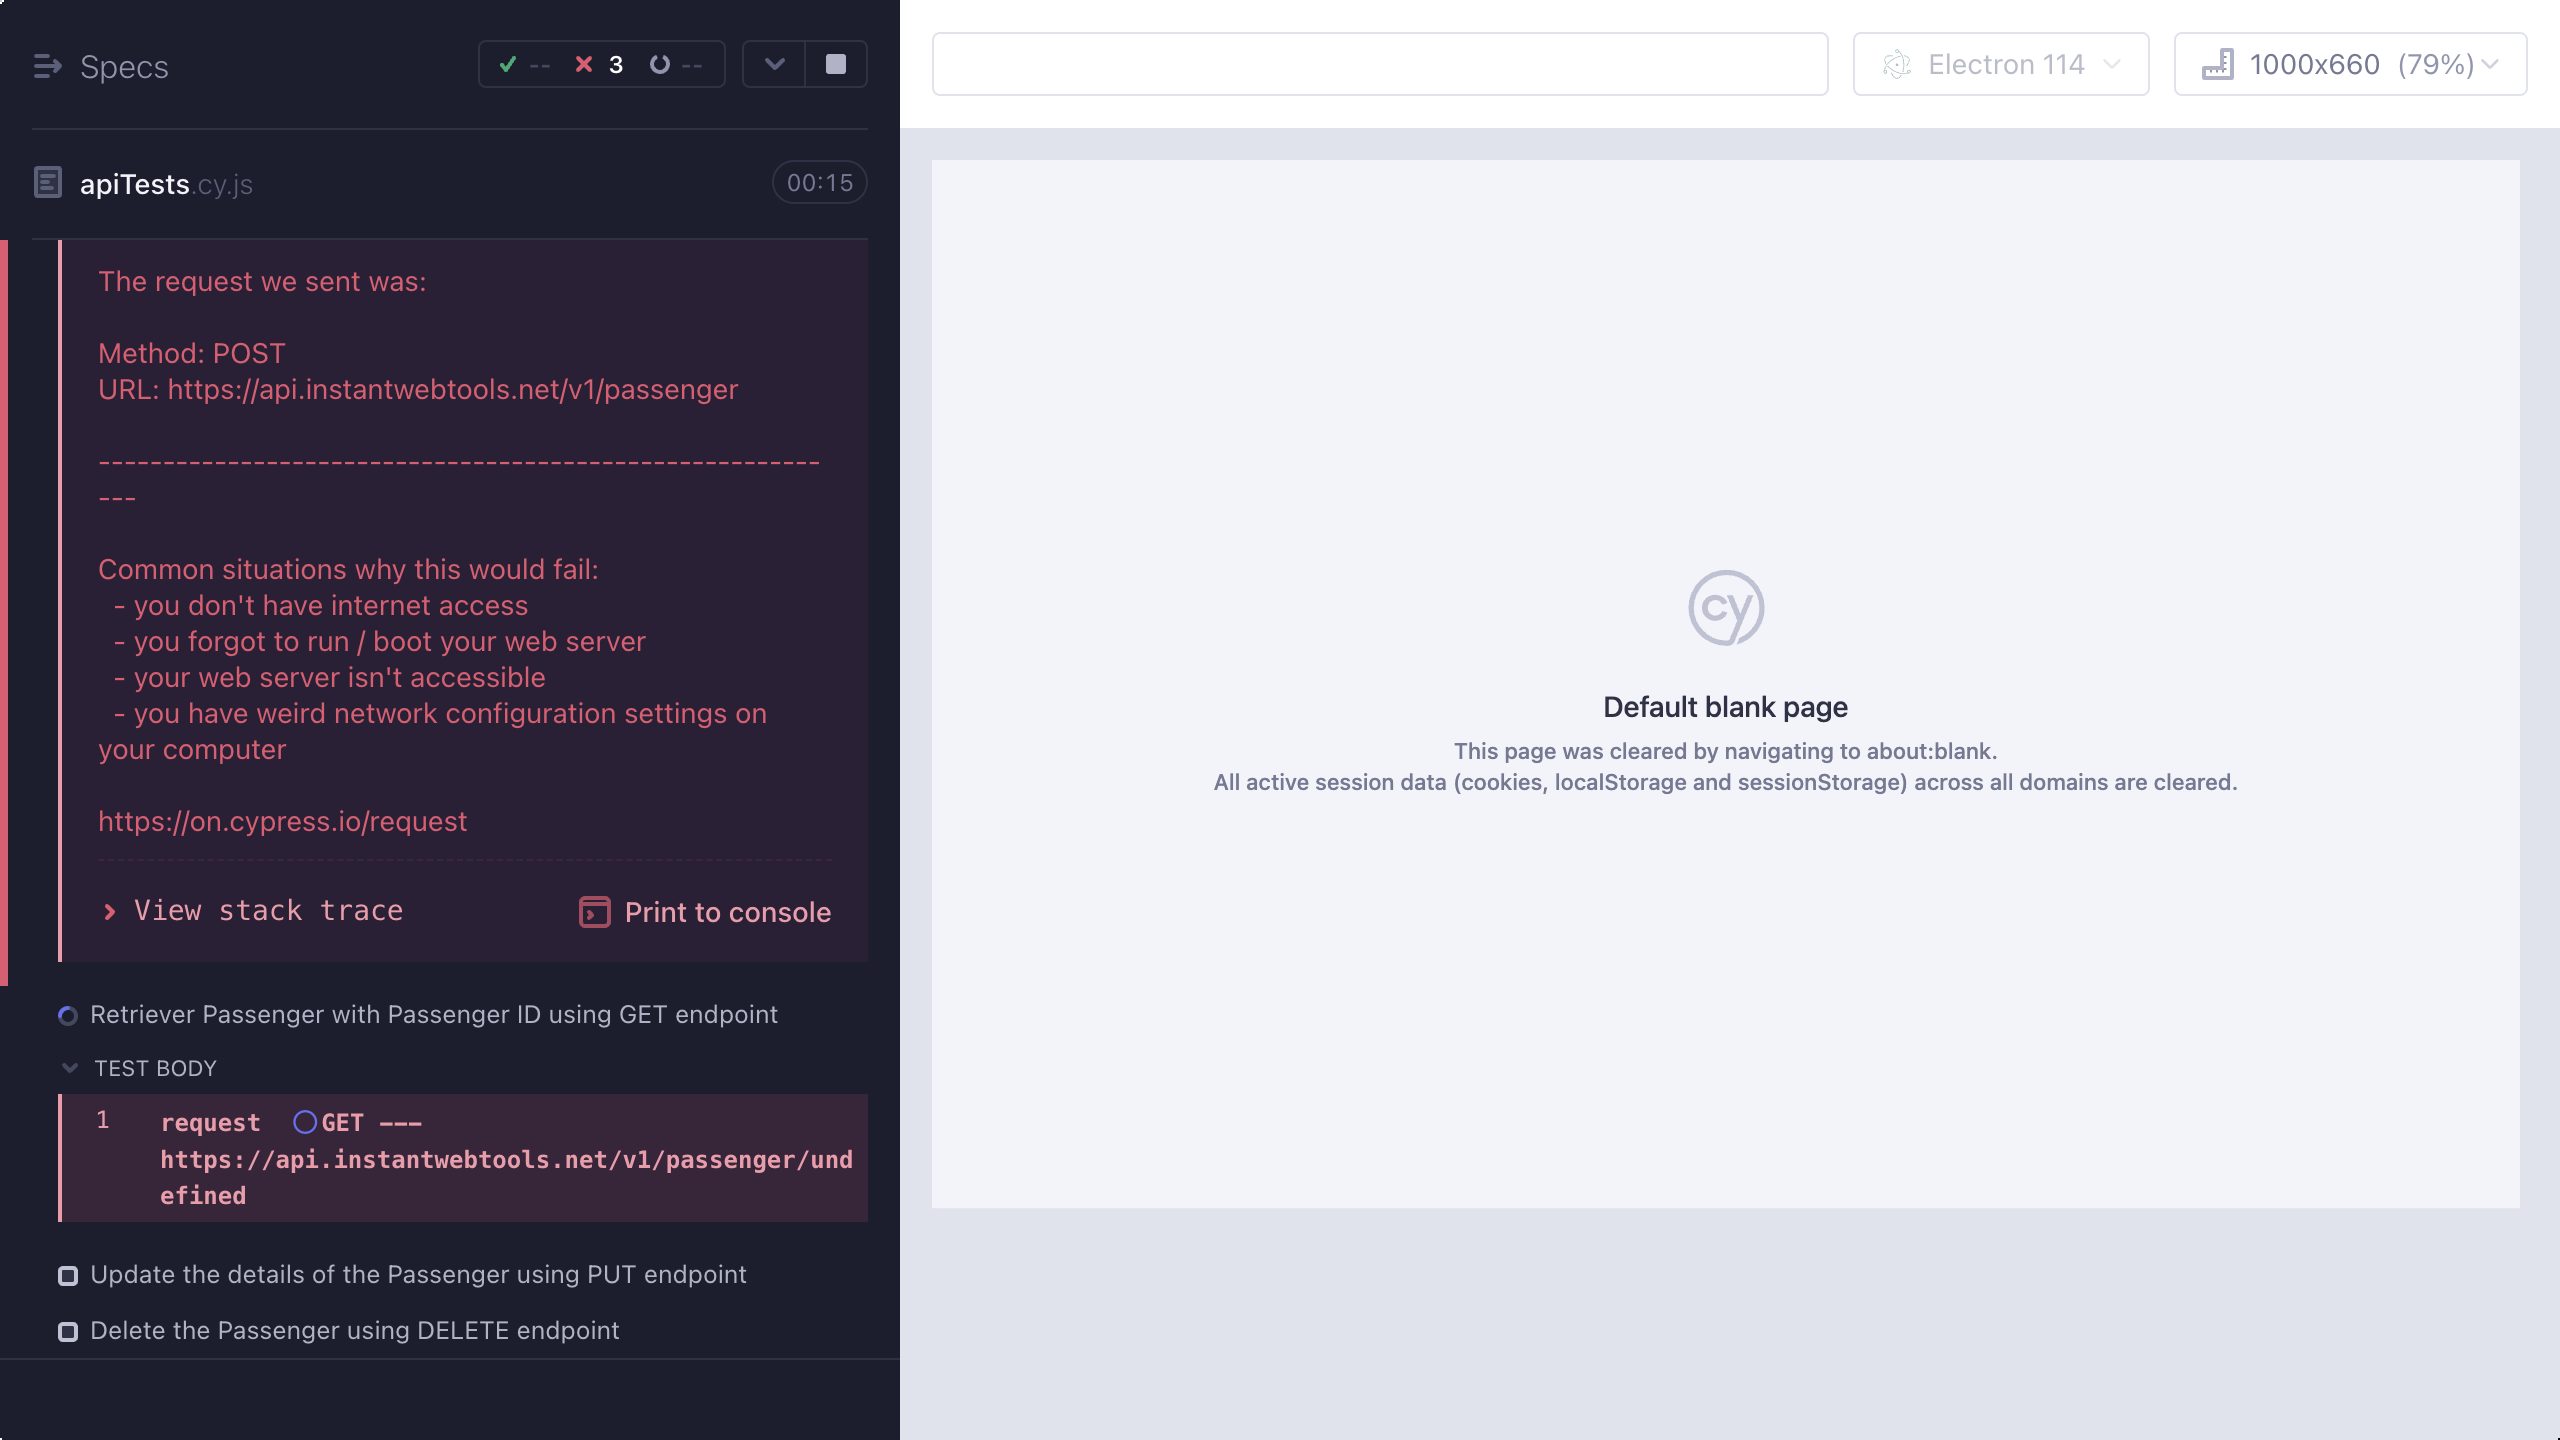 Specs
-- 3 --
apiTests.cy.js
00:15
The request we sent was:
Method: POST
URL: https://api.instantwebtools.net/v1/passenger
--------------------------------------------------------
---
Common situations why this would fail:
- you don't have internet access
- you forgot to run / boot your web server
- your web server isn't accessible
- you have weird network configuration settings on
your computer
https://on.cypress.io/request
View stack trace
Print to console
Retriever Passenger with Passenger ID using GET endpoint
TEST BODY
1 request GET ---
https://api.instantwebtools.net/v1/passenger/und
efined
Update the details of the Passenger using PUT endpoint
Delete the Passenger using DELETE endpoint
Electron 114
1000x660 (79%)
cy
Default blank page
This page was cleared by navigating to about:blank.
All active session data (cookies, localStorage and sessionStorage) across all domains are cleared.